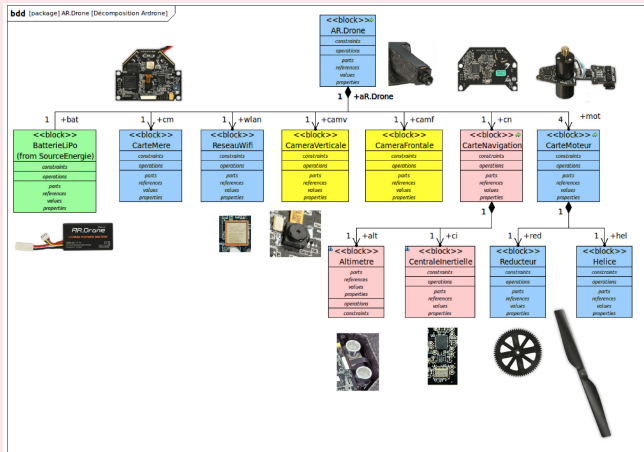 bdd [package] AR.Drone [Décomposition Ardrone]
<<block>>
AR.Drone
constraints
operations
parts
references
values
properties
1 +aR.Drone
1 +bat
1 +cm
1 +wlan
1 +camv
1 +camf
1 +cn
4 +mot
<<block>>
BatterieLiPo
(from SourceEnergie)
constraints
operations
parts
references
values
properties
<<block>>
CarteMere
constraints
operations
parts
references
values
properties
<<block>>
ReseauWifi
constraints
operations
parts
references
values
properties
<<block>>
CameraVerticale
constraints
operations
parts
references
values
properties
<<block>>
CameraFrontale
constraints
operations
parts
references
values
properties
<<block>>
CarteNavigation
constraints
operations
parts
references
values
properties
1
<<block>>
CarteMoteur
constraints
operations
parts
references
values
properties
1
AR.Drone
1 +alt
1 +ci
1 +red
1 +hel
<<block>>
Altimetre
parts
references
values
properties
operations
constraints
<<block>>
CentraleInertielle
constraints
operations
parts
references
values
properties
<<block>>
Reducteur
constraints
operations
parts
references
values
properties
<<block>>
Helice
constraints
operations
parts
references
values
properties